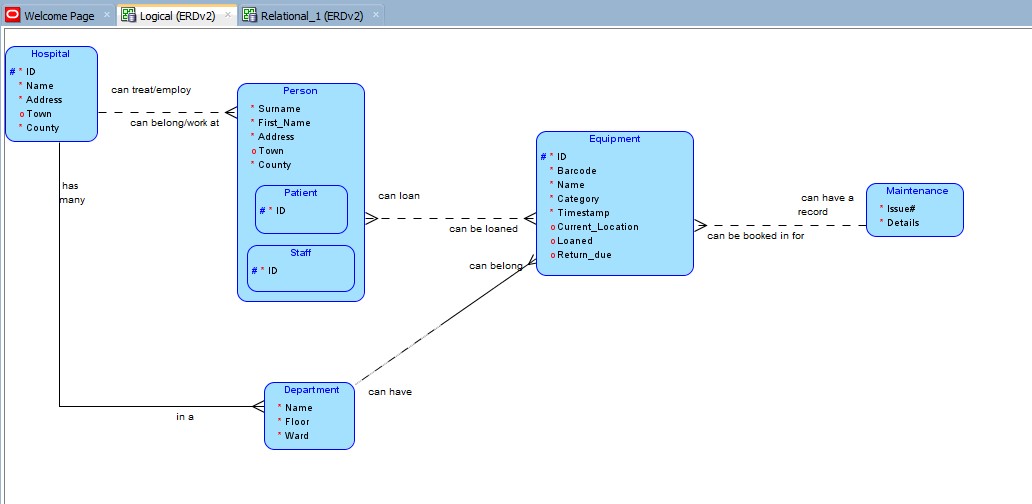 Welcome Page × Logical (ERDv2) × Relational_1 (ERDv2) ×
Hospital
# * ID
* Name
* Address
o Town
* County
can treat/employ
can belong/work at
has
many
Person
* Surname
* First_Name
* Address
o Town
* County
Patient
# * ID
Staff
# * ID
can loan
can be loaned
Equipment
# * ID
* Barcode
* Name
* Category
* Timestamp
o Current_Location
o Loaned
o Return_due
can belong
can have a
record
can be booked in for
Maintenance
* Issue#
* Details
in a
Department
* Name
* Floor
* Ward
can have